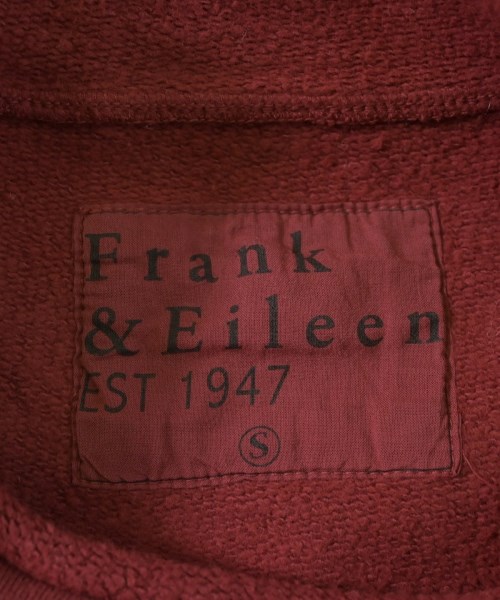 Frank
& Eileen
EST 1947
S